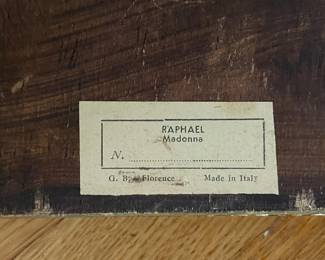 RAPHAEL
Madonna
N.
G. B. Florence Made in Italy